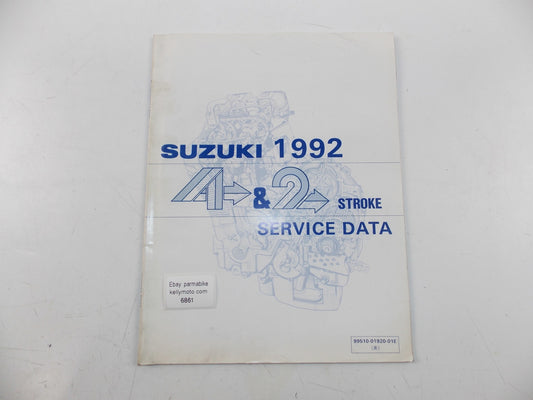 SUZUKI 1992
4 & 2 STROKE
SERVICE DATA
Ebay parmabike
kellymoto.com
6861
99510-01920-01E